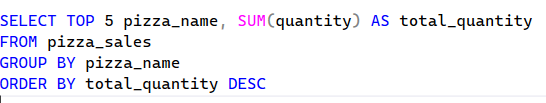 SELECT TOP 5 pizza_name, SUM(quantity) AS total_quantity
FROM pizza_sales
GROUP BY pizza_name
ORDER BY total_quantity DESC